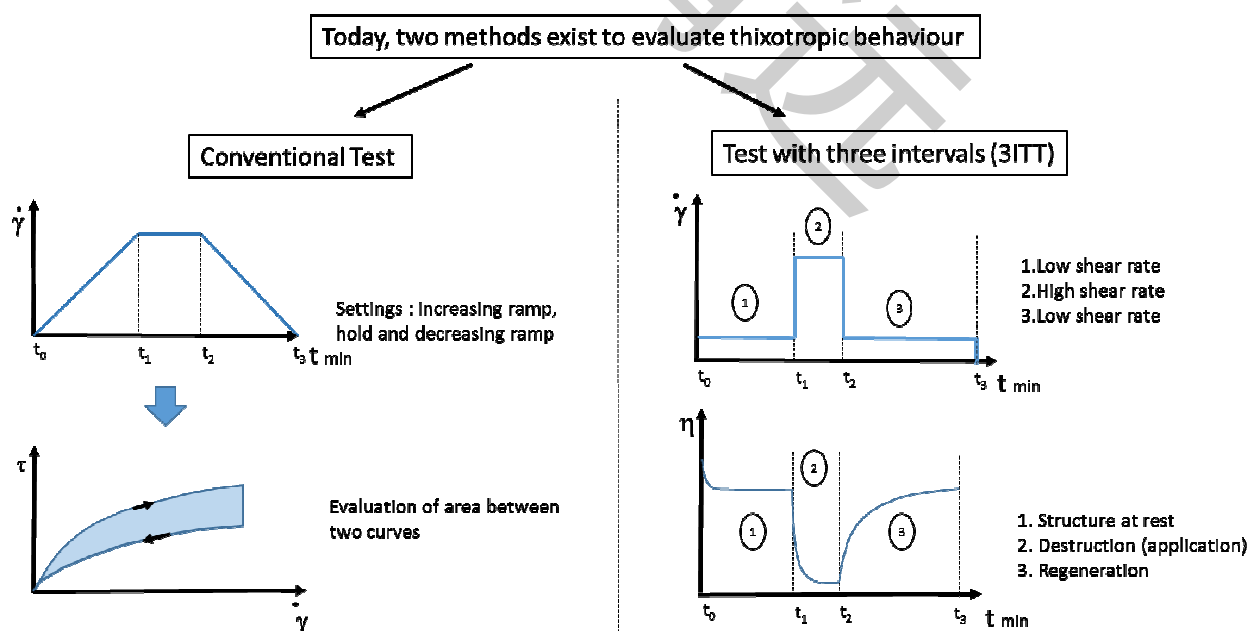 Today, two methods exist to evaluate thixotropic behaviour
Conventional Test
γ̇
t0
t1
t2
t3
t min
Settings : increasing ramp,
hold and decreasing ramp
τ
γ̇
Evaluation of area between
two curves
Test with three intervals (3ITT)
γ̇
1
2
3
t0
t1
t2
t3
t min
1.Low shear rate
2.High shear rate
3.Low shear rate
η
1
2
3
t0
t1
t2
t3
t min
1. Structure at rest
2. Destruction (application)
3. Regeneration